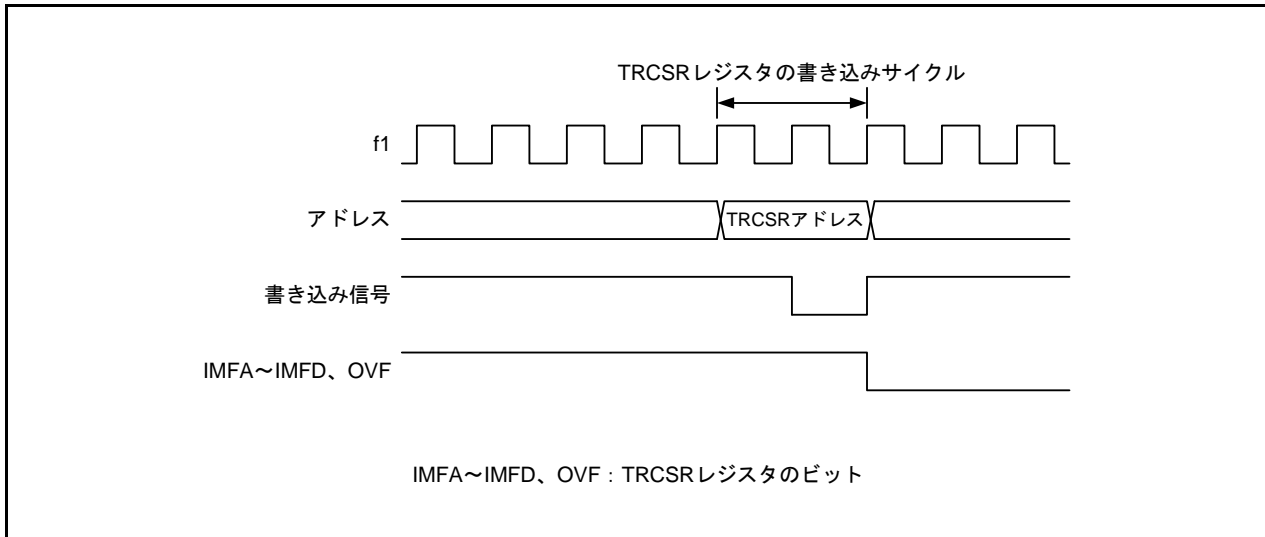 TRCSRレジスタの書き込みサイクル
f1
アドレス
TRCSRアドレス
書き込み信号
IMFA～IMFD、OVF
IMFA～IMFD、OVF : TRCSRレジスタのビット